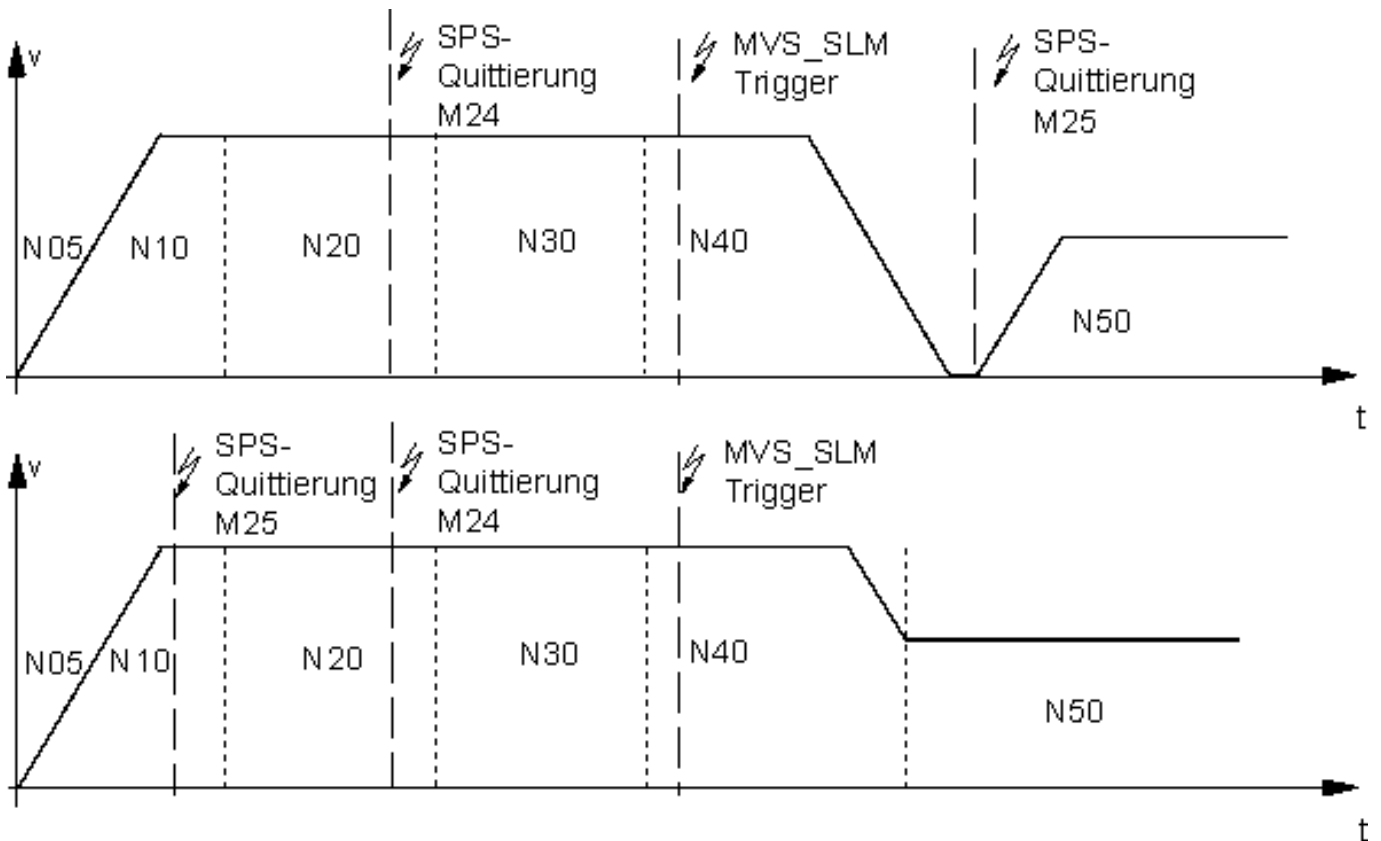 v
SPS-
Quittierung
M24
MVS_SLM
Trigger
SPS-
Quittierung
M25
N05
N10
N20
N30
N40
N50
t
v
SPS-
Quittierung
M25
SPS-
Quittierung
M24
MVS_SLM
Trigger
N05
N10
N20
N30
N40
N50
t